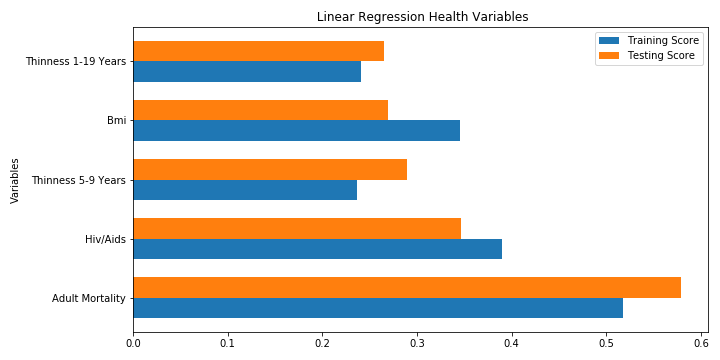 Linear Regression Health Variables
Training Score
Testing Score
Thinness 1-19 Years
Bmi
Thinness 5-9 Years
Hiv/Aids
Adult Mortality
Variables
0.0 0.1 0.2 0.3 0.4 0.5 0.6